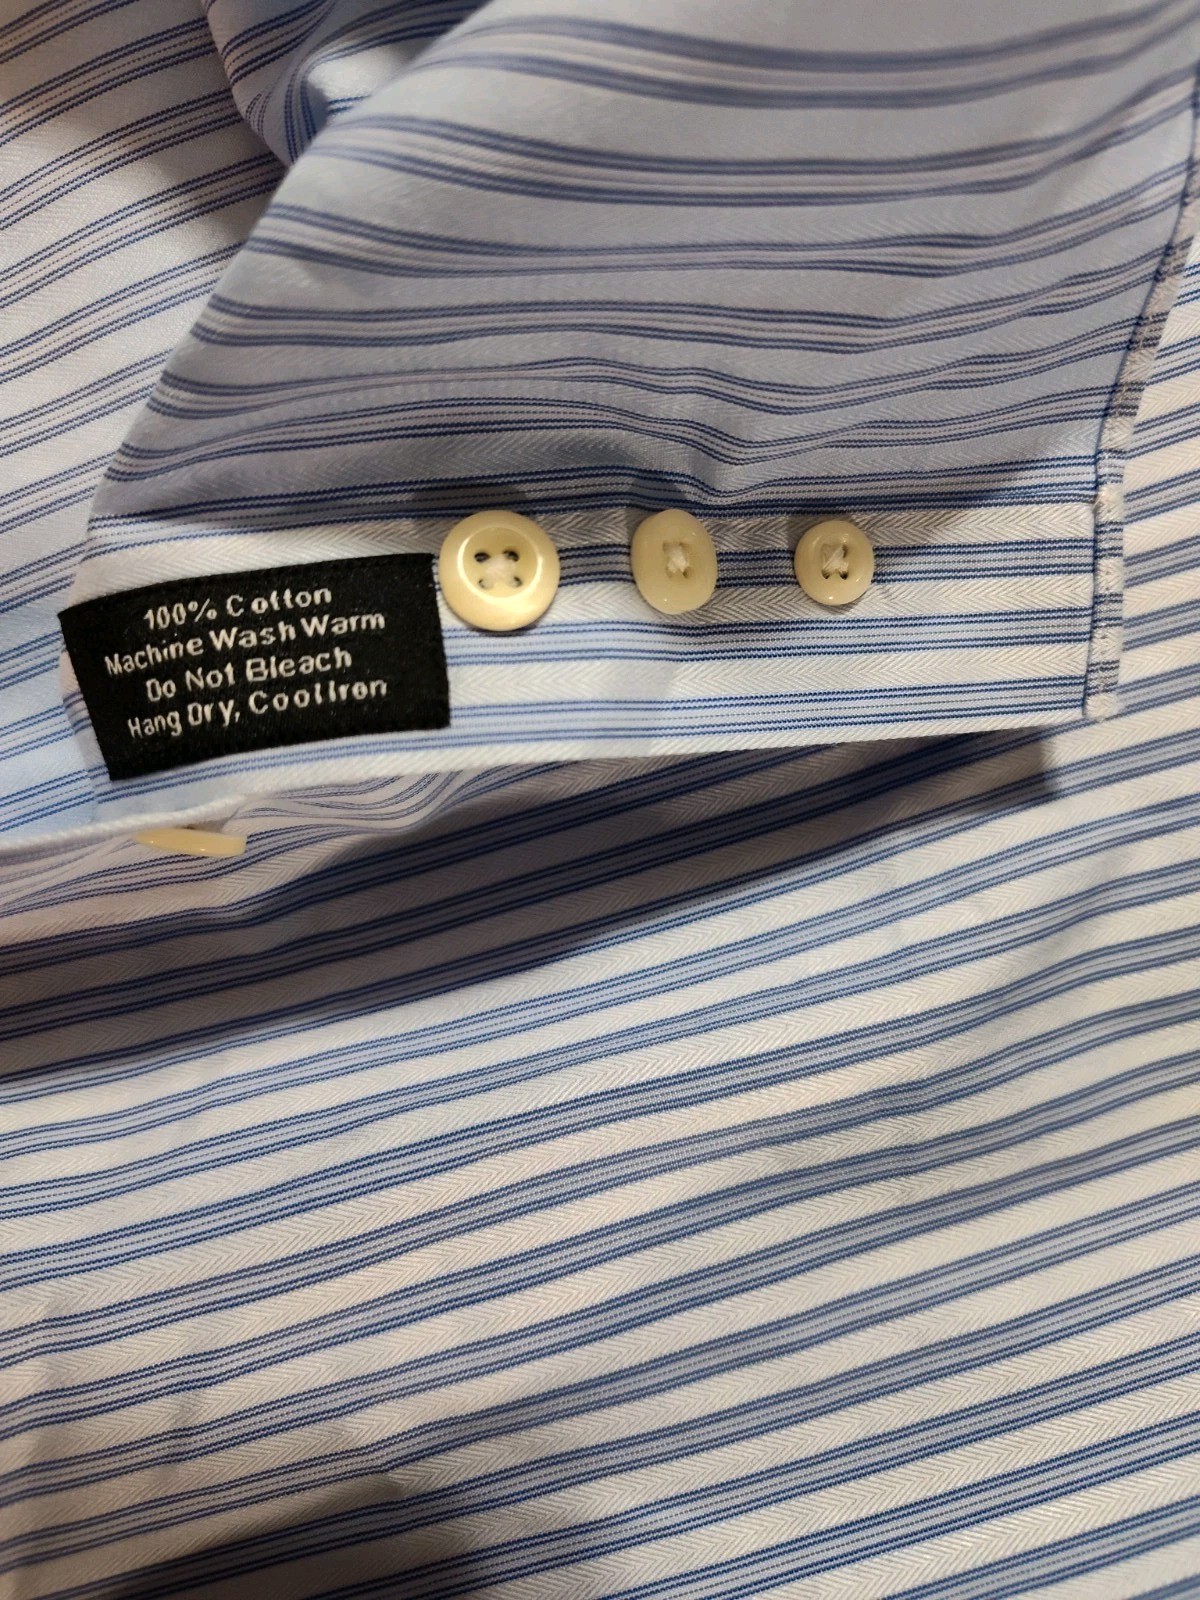 100% Cotton
Machine Wash Warm
Do Not Bleach
Hang Dry, Cool Iron